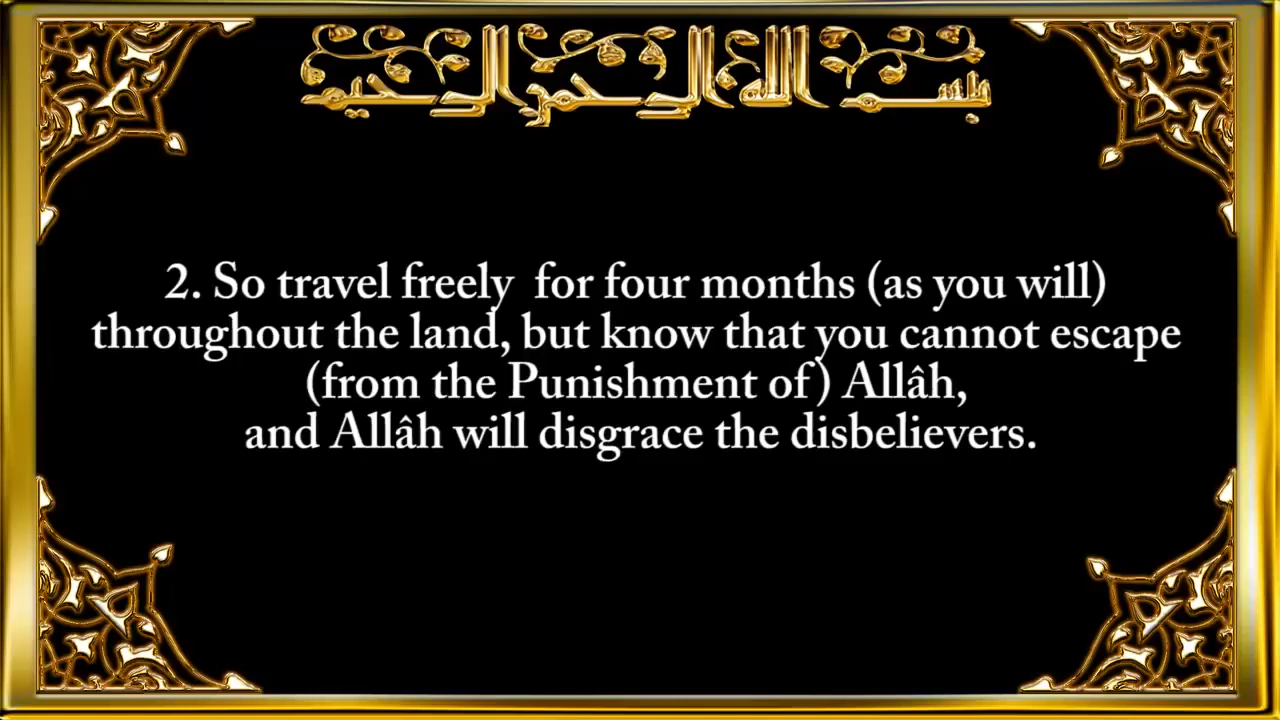 بسم الله الرحمن الرحيم
2. So travel freely  for four months (as you will)
throughout the land, but know that you cannot escape
(from the Punishment of) Allâh,
and Allâh will disgrace the disbelievers.